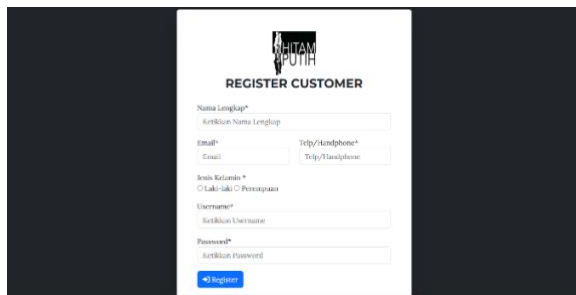 HITAM
PUTIH
REGISTER CUSTOMER
Nama Lengkap*
Ketikkan Nama Lengkap
Email* Telp/Handphone*
Email Telp/Handphone
Jenis Kelamin *
Laki-laki Perempuan
Username*
Ketikkan Username
Password*
Ketikkan Password
Register